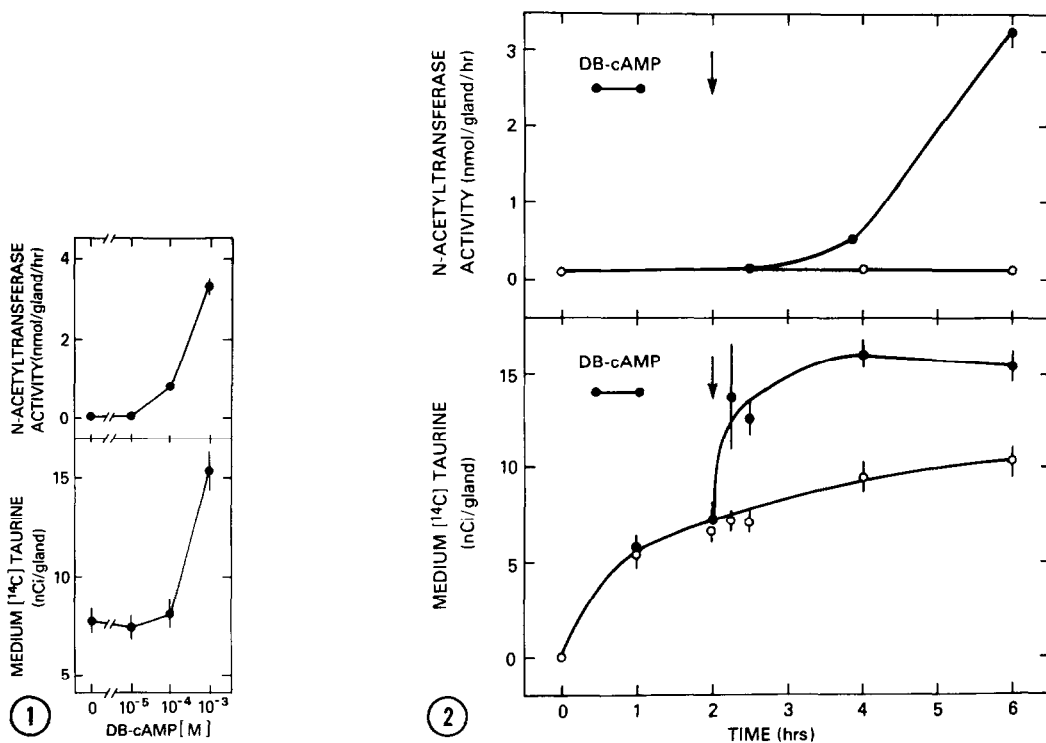 N-ACETYLTRANSFERASE
ACTIVITY(nmol/gland/hr)
4
2
0
MEDIUM [¹⁴C] TAURINE
(nCi/gland)
15
10
5
0
10⁻⁵
10⁻⁴
10⁻³
DB-cAMP [ M ]
1
N-ACETYLTRANSFERASE
ACTIVITY (nmol/gland/hr)
3
2
1
0
DB-cAMP
MEDIUM [¹⁴C] TAURINE
(nCi/gland)
15
10
5
0
DB-cAMP
0
1
2
3
4
5
6
TIME (hrs)
2